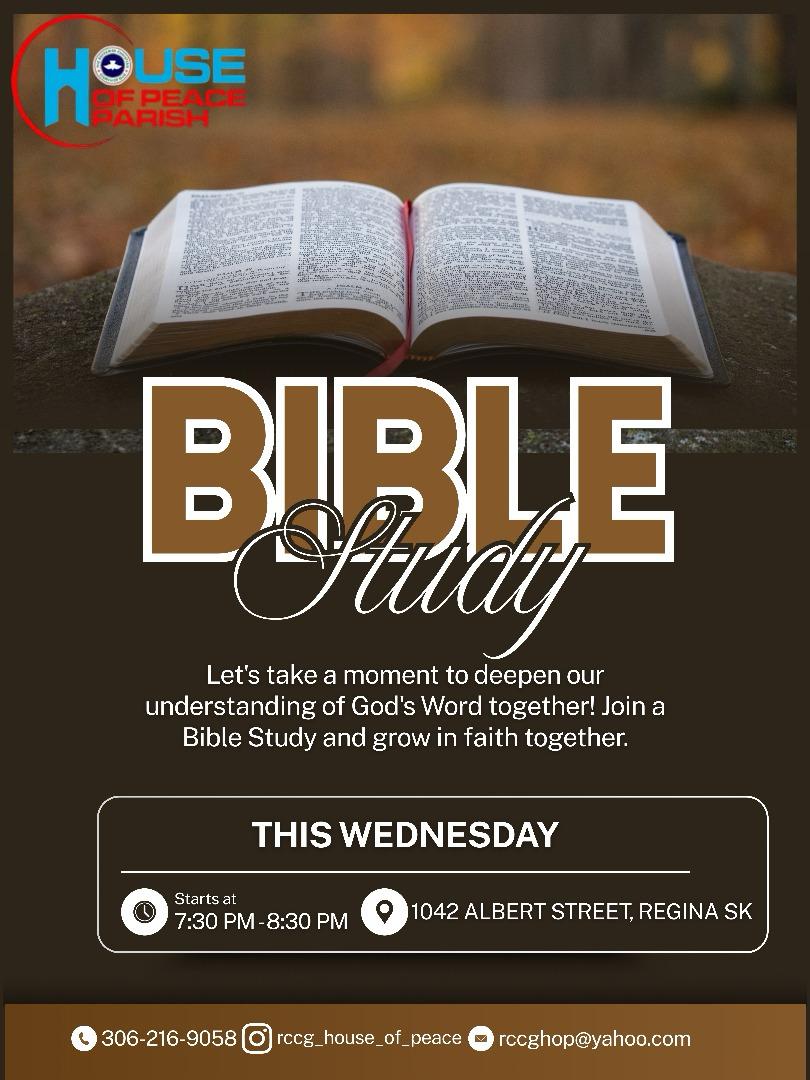 HOUSE
OF PEACE
PARISH
BIBLE
Study
Let's take a moment to deepen our
understanding of God's Word together! Join a
Bible Study and grow in faith together.
THIS WEDNESDAY
Starts at
7:30 PM-8:30 PM
1042 ALBERT STREET, REGINA SK
306-216-9058 rccg_house_of_peace rccghop@yahoo.com